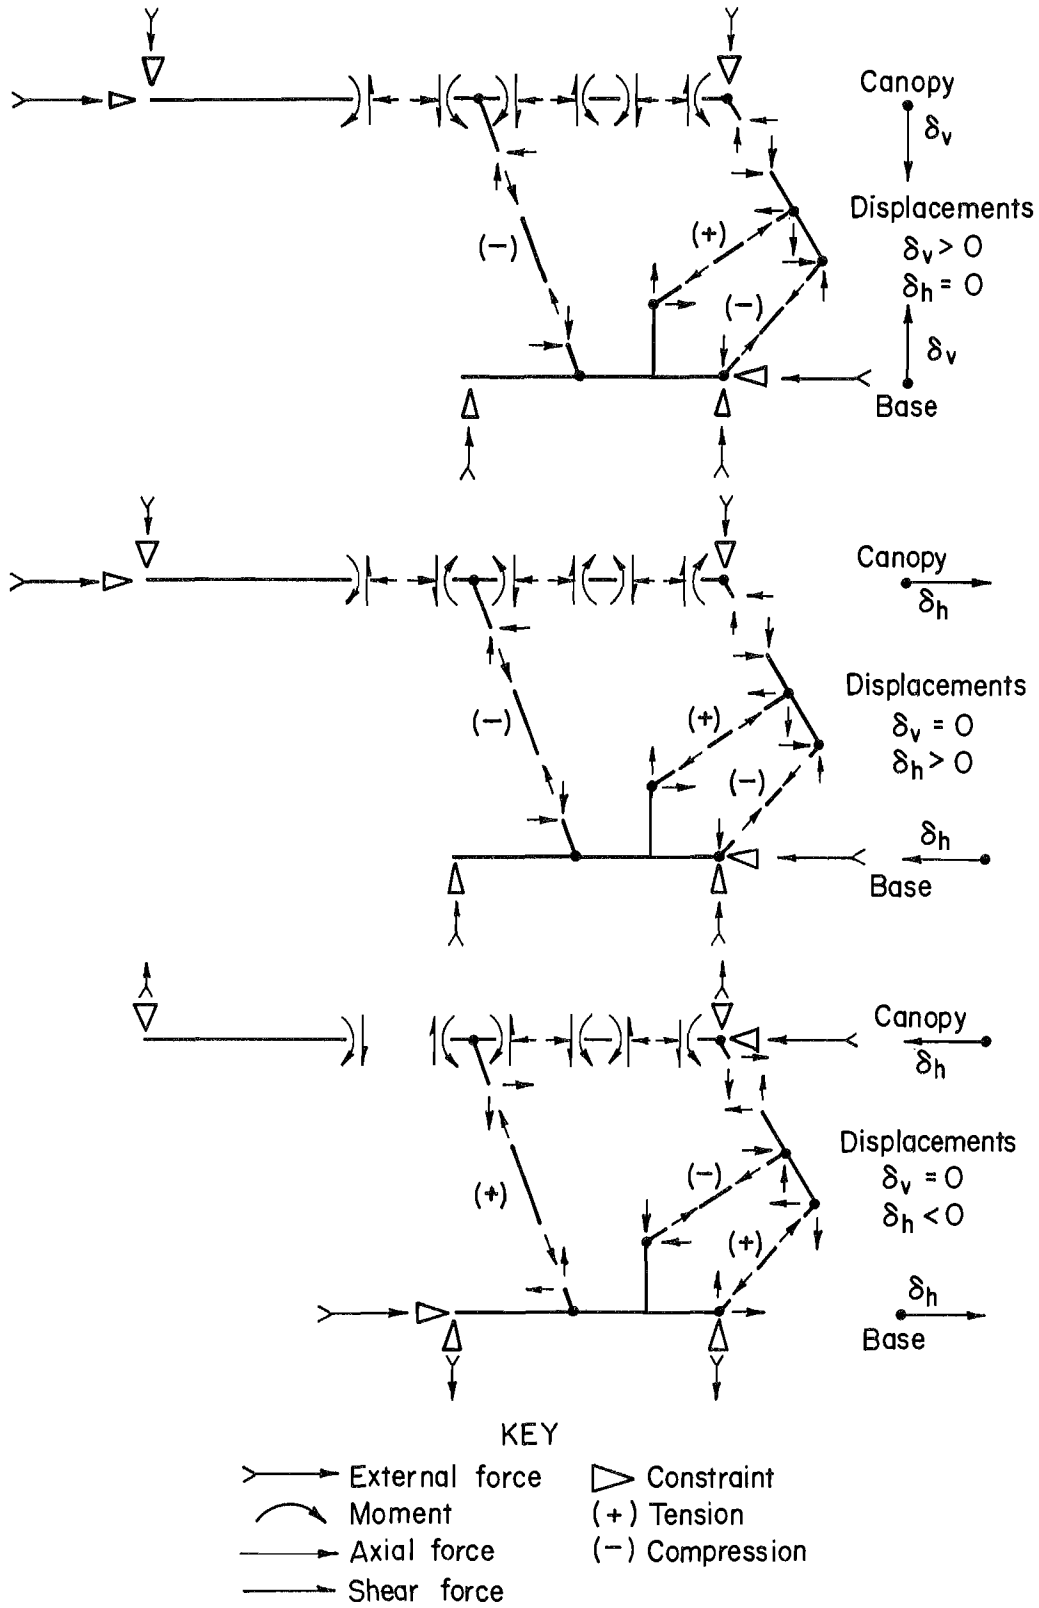 Canopy
δv
Displacements
(+)
(-)
δv > 0
δh = 0
(-)
δv
Base
Canopy
δh
Displacements
(+)
(-)
δv = 0
δh > 0
(-)
δh
Base
Canopy
δh
Displacements
(-)
δv = 0
(+)
δh < 0
(+)
δh
Base
KEY
External force Constraint
Moment (+) Tension
Axial force (-) Compression
Shear force